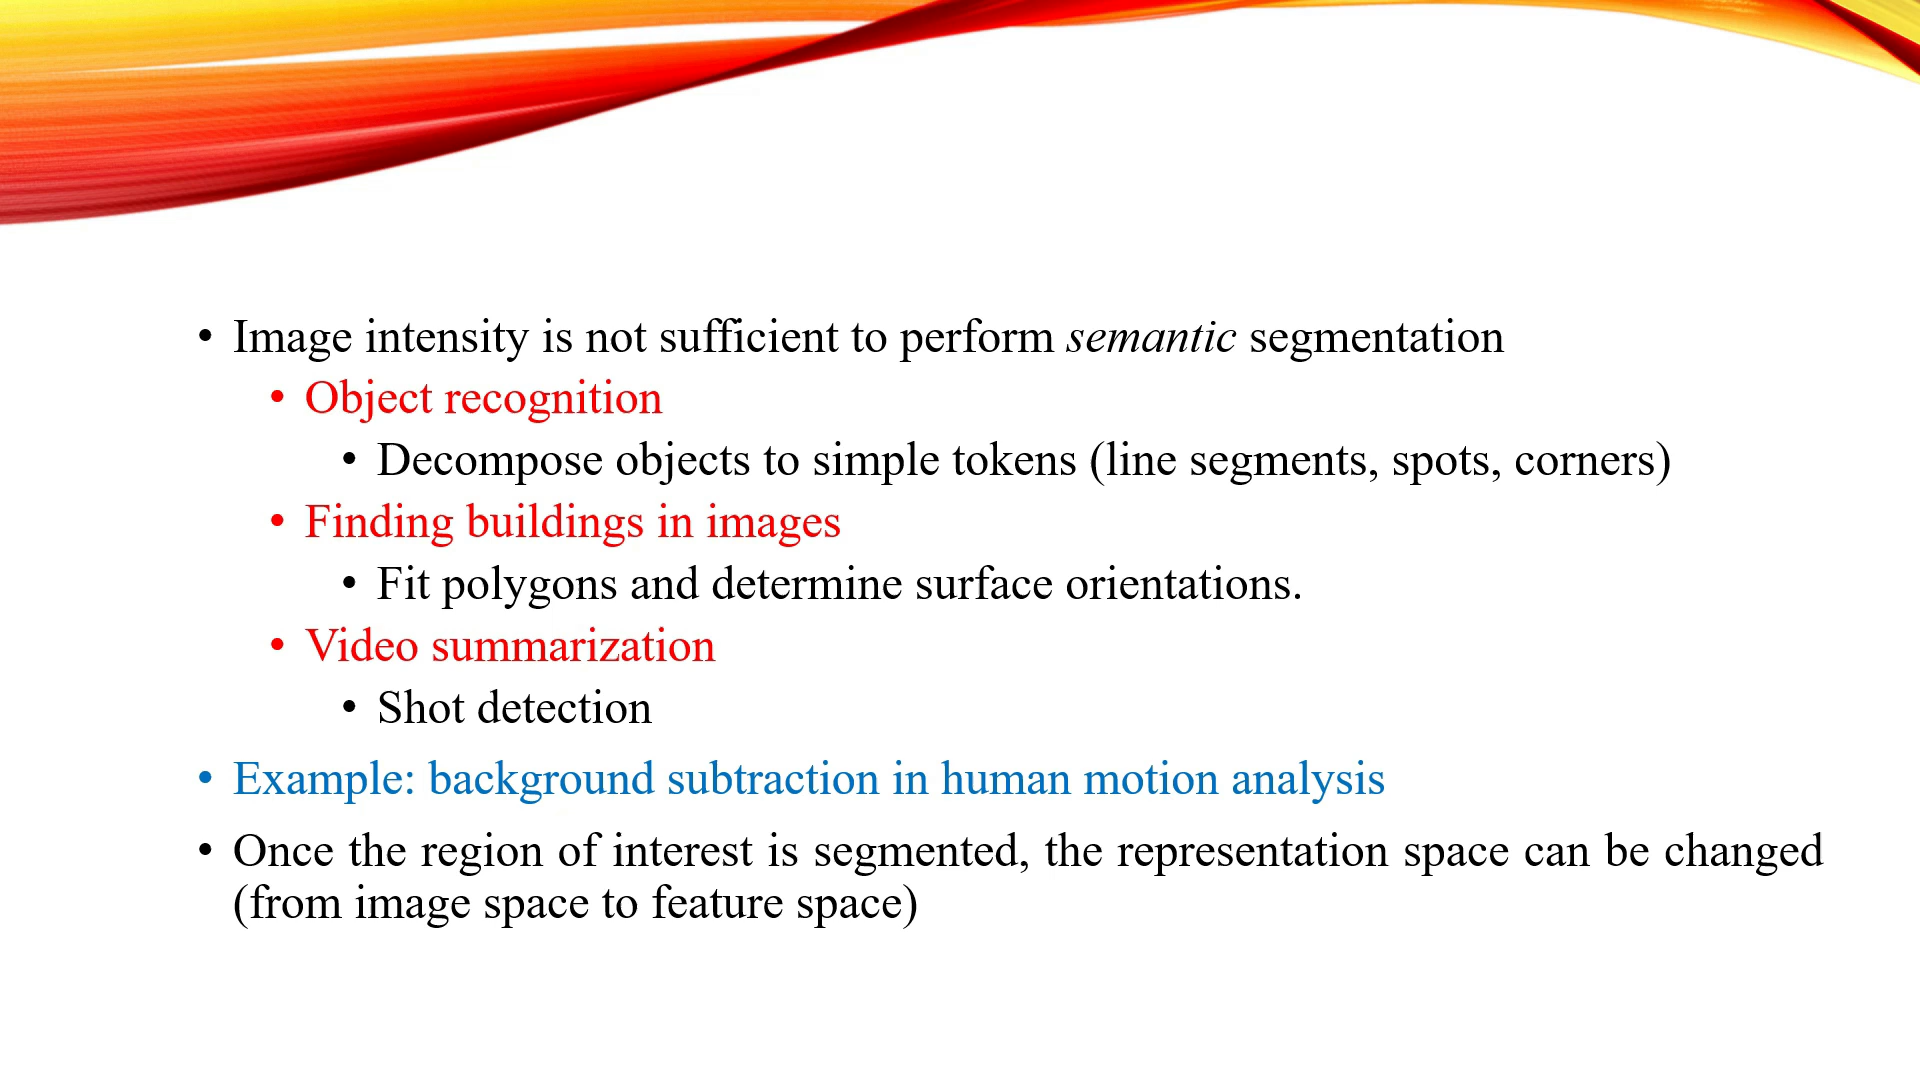 • Image intensity is not sufficient to perform semantic segmentation
• Object recognition
• Decompose objects to simple tokens (line segments, spots, corners)
• Finding buildings in images
• Fit polygons and determine surface orientations.
• Video summarization
• Shot detection
• Example: background subtraction in human motion analysis
• Once the region of interest is segmented, the representation space can be changed
(from image space to feature space)